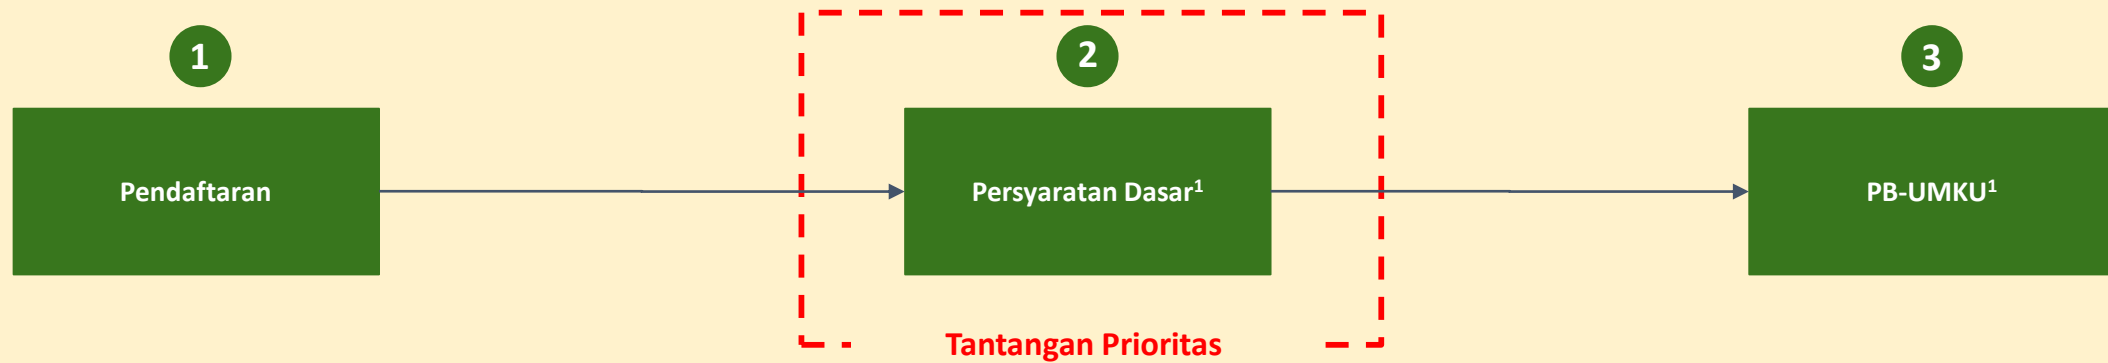 1
2
3
Pendaftaran
Persyaratan Dasar¹
PB-UMKU¹
Tantangan Prioritas